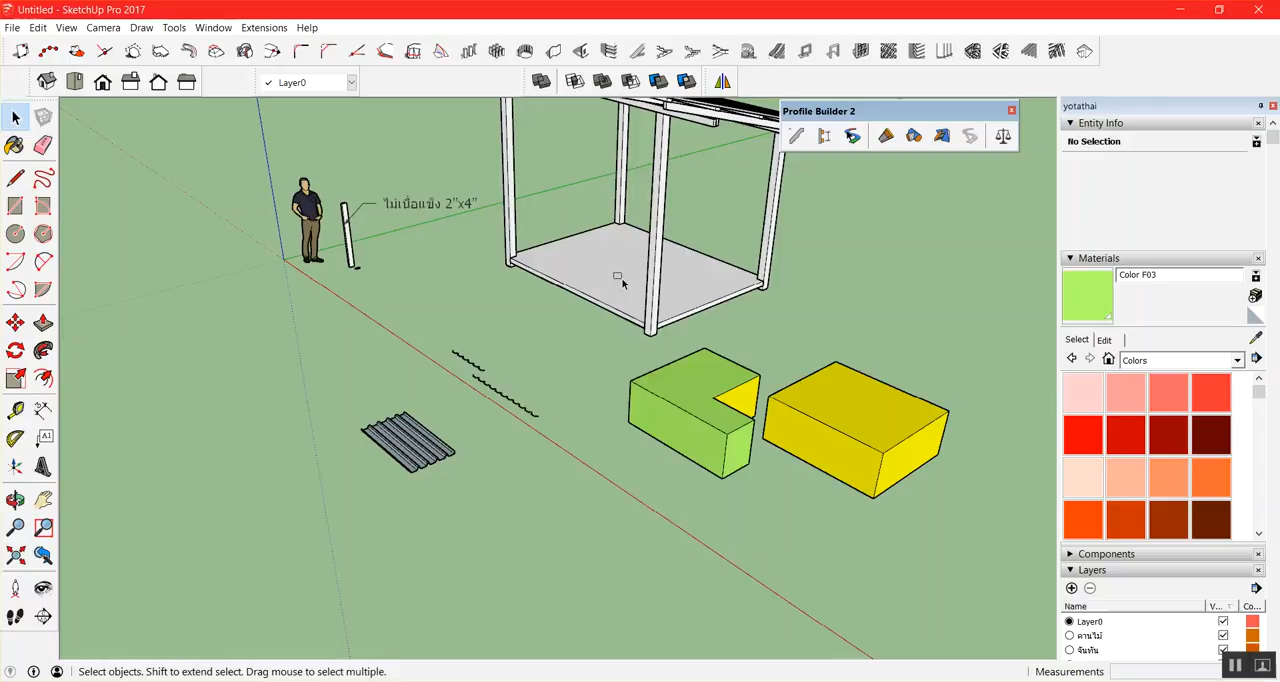 Untitled - SketchUp Pro 2017
File Edit View Camera Draw Tools Window Extensions Help
Layer0
Profile Builder 2
yotathai
Entity Info
No Selection
ไม้เนื้อแข็ง 2"x4"
Materials
Color F03
Select Edit
Colors
A1
Components
Layers
Name V... Co...
Layer0
คานไม้
จันทัน
Select objects. Shift to extend select. Drag mouse to select multiple.
Measurements